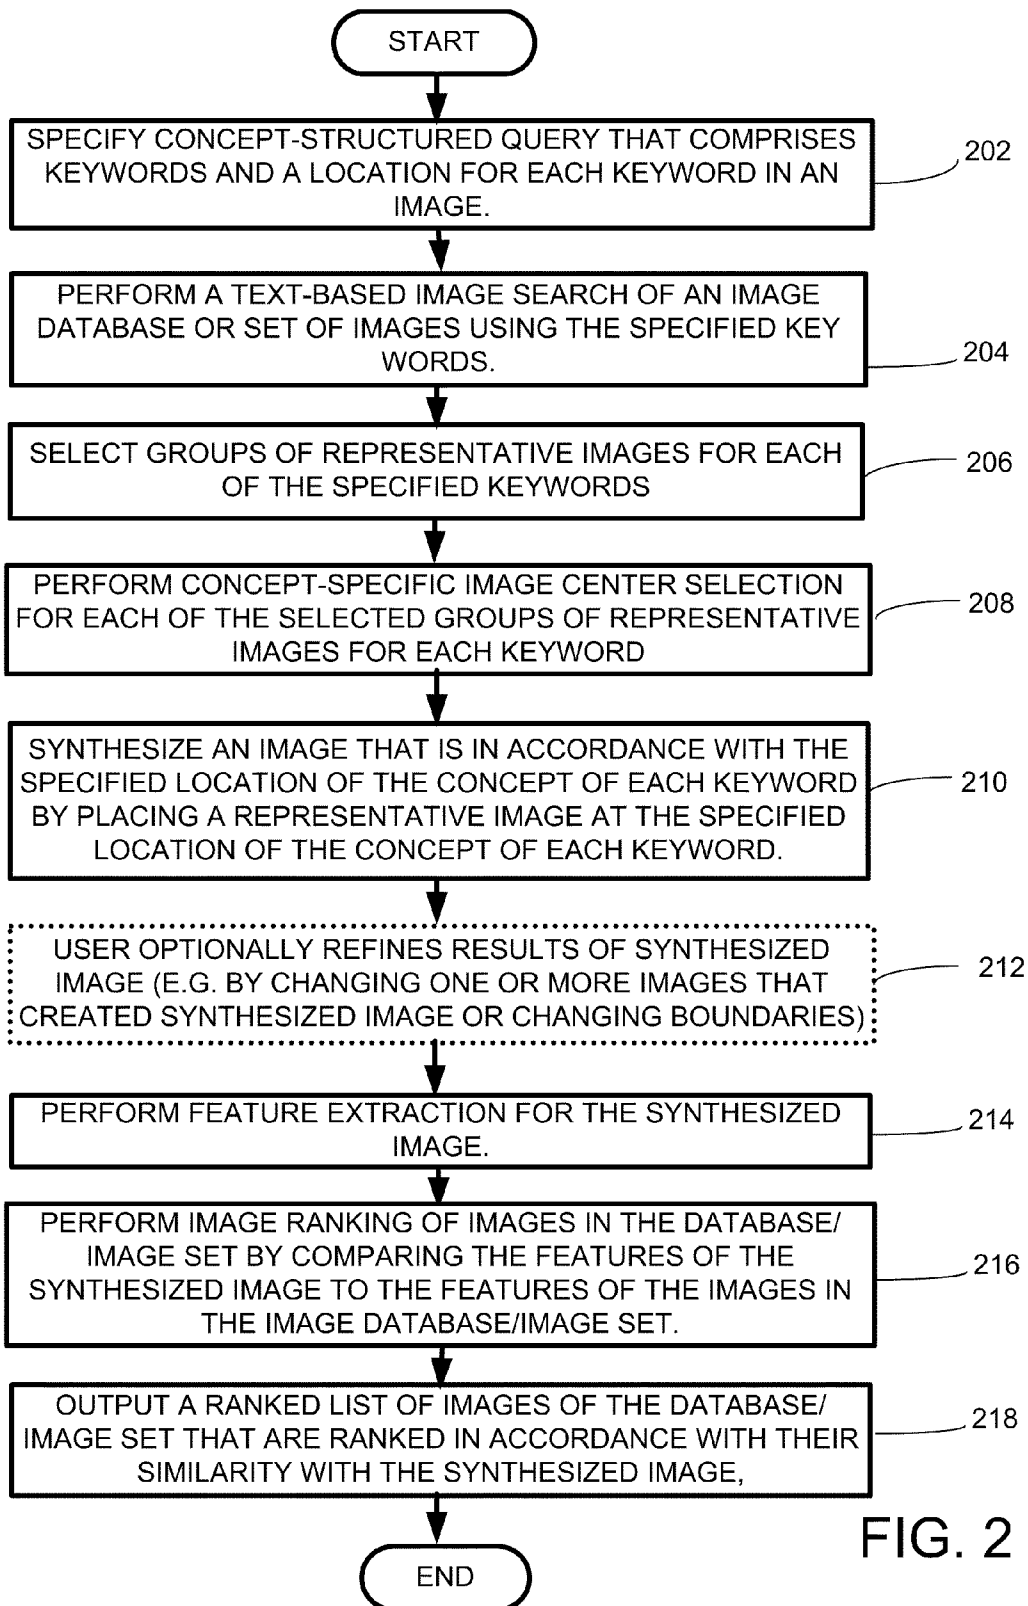 START
SPECIFY CONCEPT-STRUCTURED QUERY THAT COMPRISES
KEYWORDS AND A LOCATION FOR EACH KEYWORD IN AN
IMAGE.
202
PERFORM A TEXT-BASED IMAGE SEARCH OF AN IMAGE
DATABASE OR SET OF IMAGES USING THE SPECIFIED KEY
WORDS.
204
SELECT GROUPS OF REPRESENTATIVE IMAGES FOR EACH
OF THE SPECIFIED KEYWORDS
206
PERFORM CONCEPT-SPECIFIC IMAGE CENTER SELECTION
FOR EACH OF THE SELECTED GROUPS OF REPRESENTATIVE
IMAGES FOR EACH KEYWORD
208
SYNTHESIZE AN IMAGE THAT IS IN ACCORDANCE WITH THE
SPECIFIED LOCATION OF THE CONCEPT OF EACH KEYWORD
BY PLACING A REPRESENTATIVE IMAGE AT THE SPECIFIED
LOCATION OF THE CONCEPT OF EACH KEYWORD.
210
USER OPTIONALLY REFINES RESULTS OF SYNTHESIZED
IMAGE (E.G. BY CHANGING ONE OR MORE IMAGES THAT
CREATED SYNTHESIZED IMAGE OR CHANGING BOUNDARIES)
212
PERFORM FEATURE EXTRACTION FOR THE SYNTHESIZED
IMAGE.
214
PERFORM IMAGE RANKING OF IMAGES IN THE DATABASE/
IMAGE SET BY COMPARING THE FEATURES OF THE
SYNTHESIZED IMAGE TO THE FEATURES OF THE IMAGES IN
THE IMAGE DATABASE/IMAGE SET.
216
OUTPUT A RANKED LIST OF IMAGES OF THE DATABASE/
IMAGE SET THAT ARE RANKED IN ACCORDANCE WITH THEIR
SIMILARITY WITH THE SYNTHESIZED IMAGE,
218
END
FIG. 2